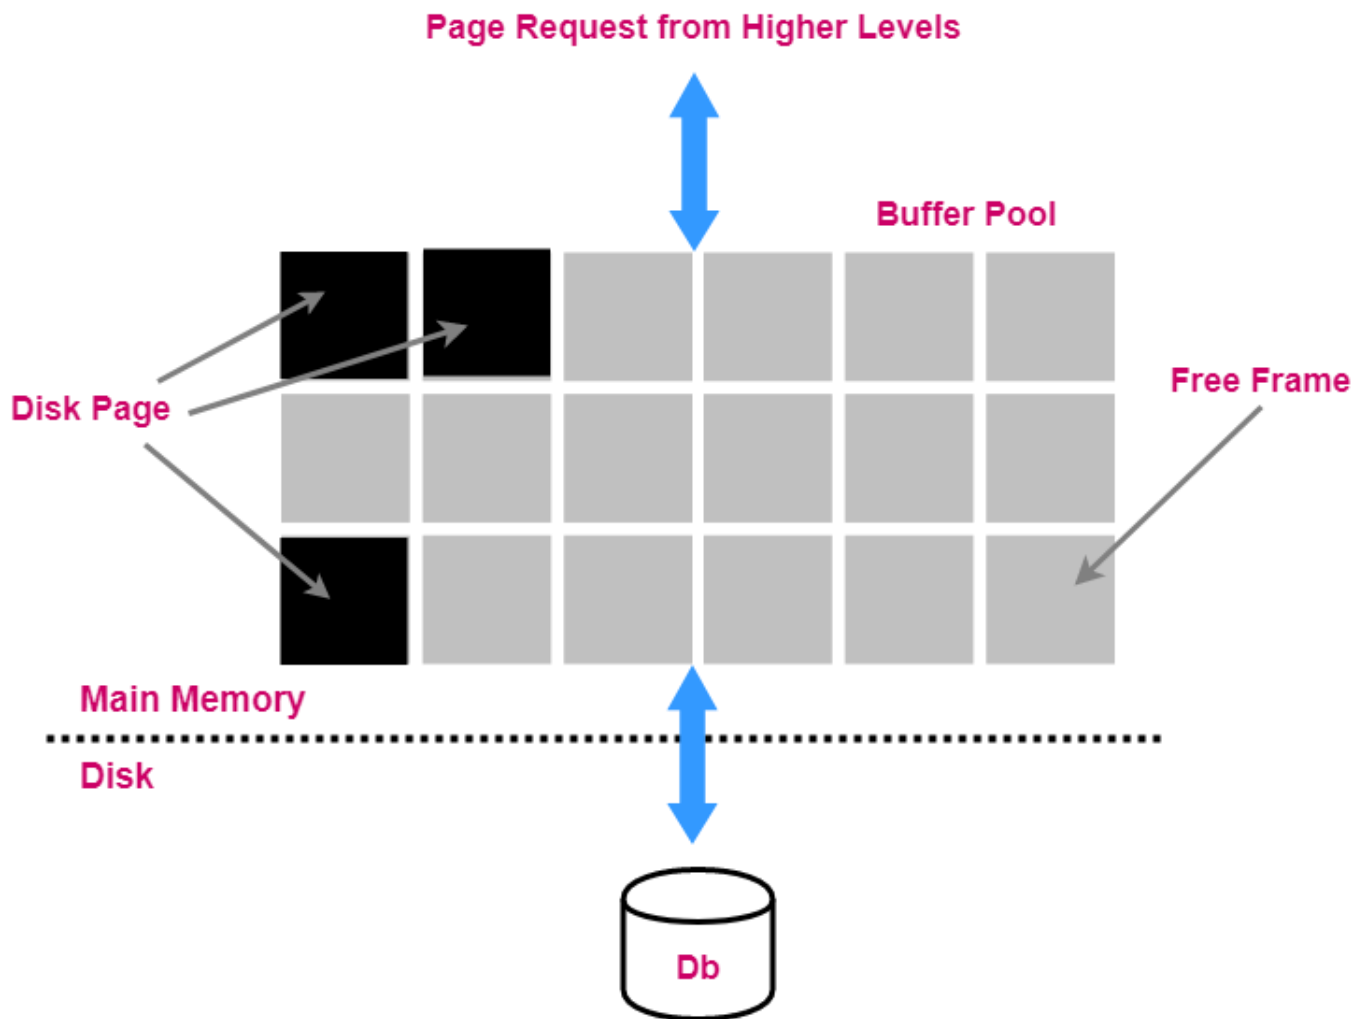 Page Request from Higher Levels
Buffer Pool
Free Frame
Disk Page
Main Memory
Disk
Db